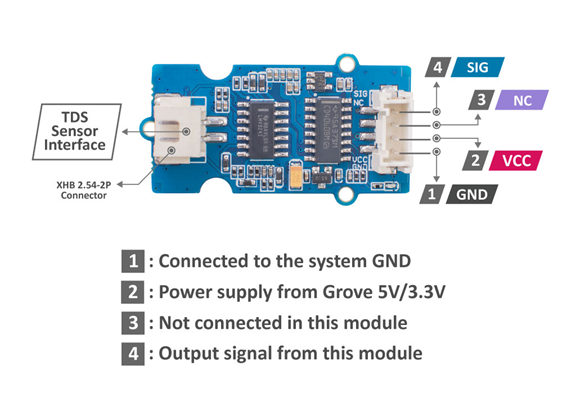 4 SIG
3 NC
TDS
Sensor
Interface
SIG
NC
VCC
GND
XHB 2.54-2P
Connector
2 VCC
1 GND
1 : Connected to the system GND
2 : Power supply from Grove 5V/3.3V
3 : Not connected in this module
4 : Output signal from this module